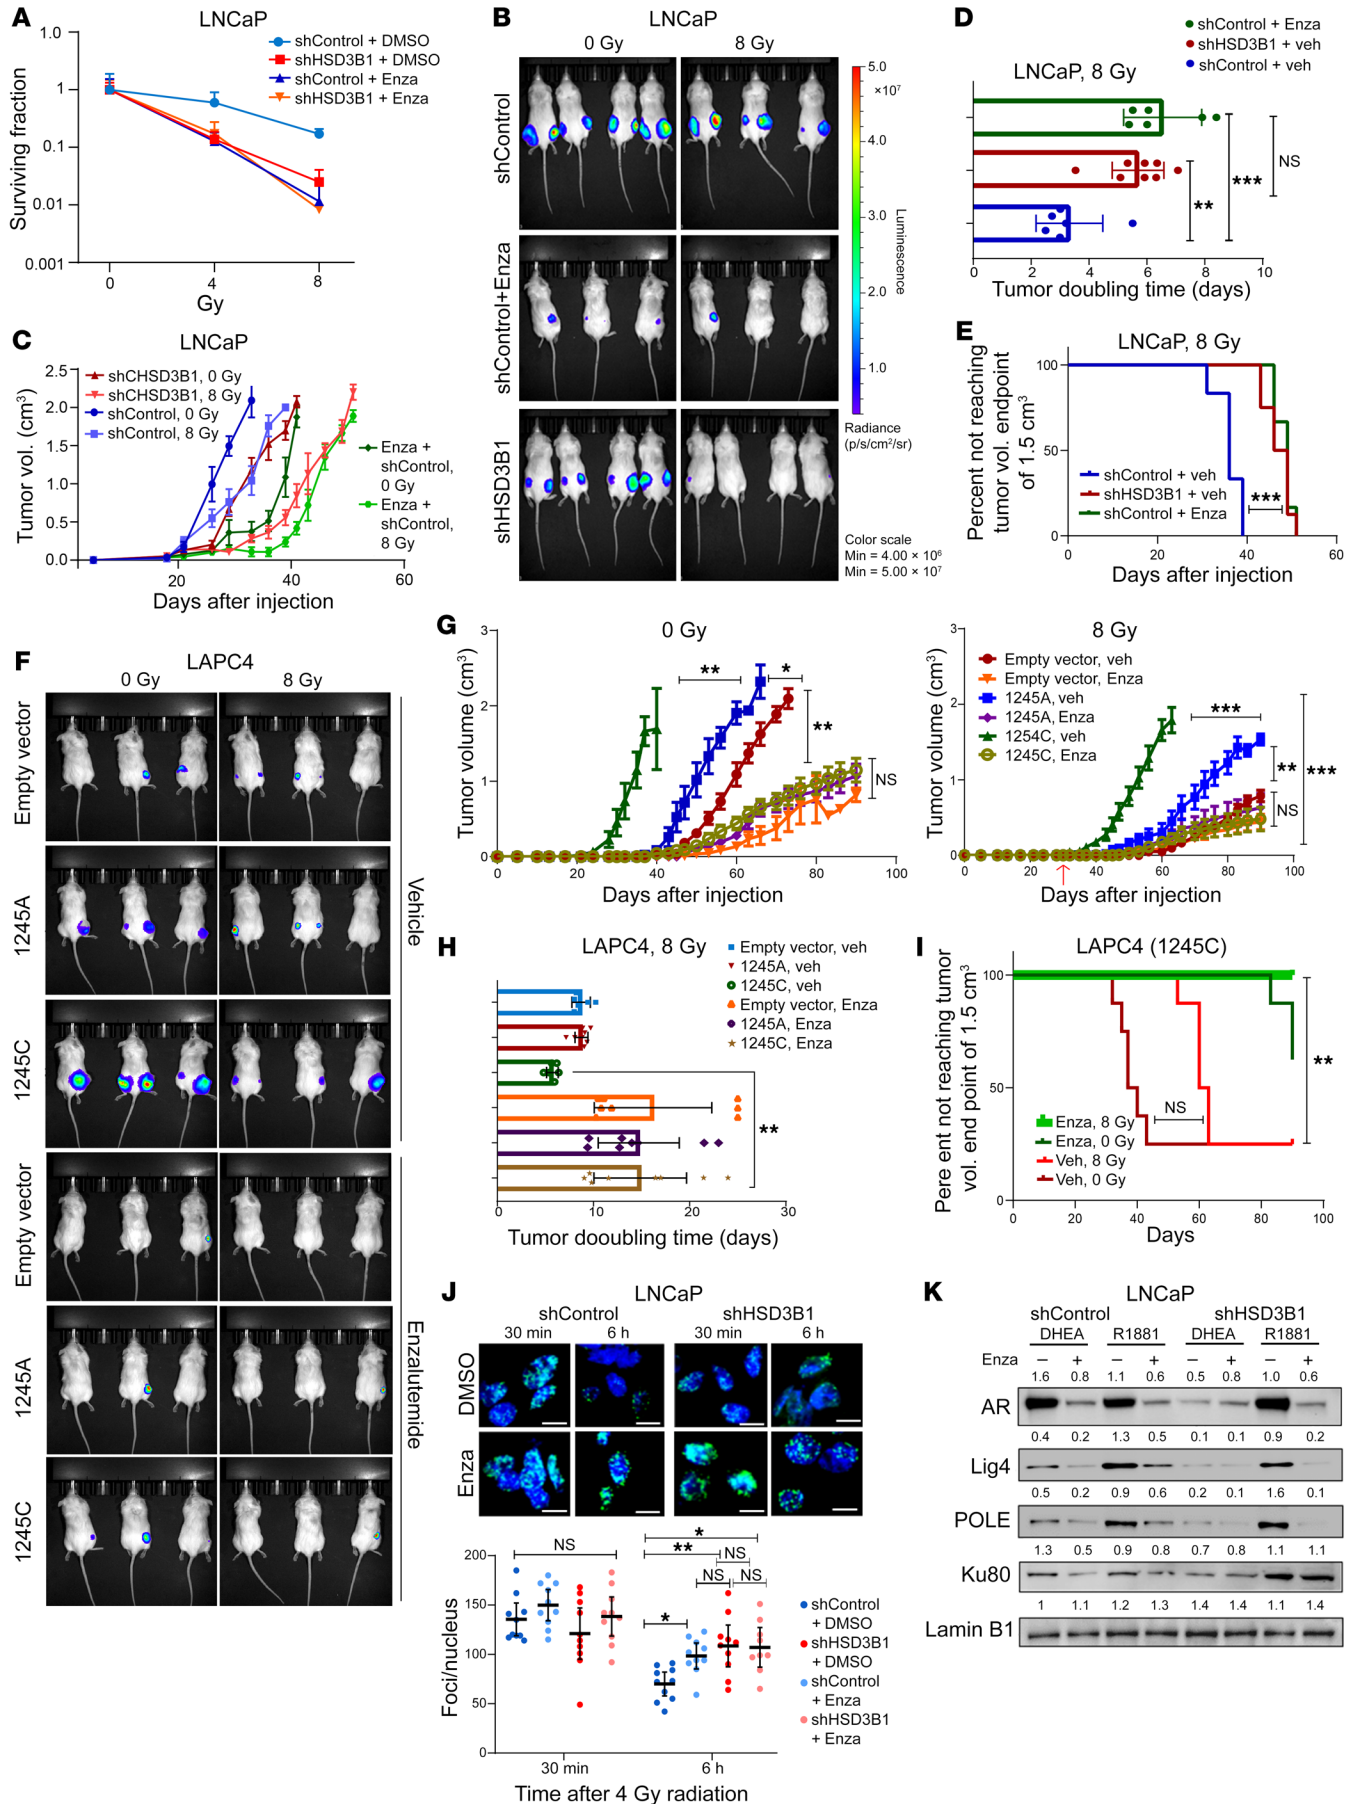 A
LNCaP
Surviving fraction
1.0
1
0.1
0.01
0.001
0
4
8
Gy
shControl + DMSO
shHSD3B1 + DMSO
shControl + Enza
shHSD3B1 + Enza
B
LNCaP
0 Gy
8 Gy
shControl
shControl+Enza
shHSD3B1
5.0
×10⁷
4.0
3.0
2.0
1.0
Luminescence
Radiance
(p/s/cm²/sr)
Color scale
Min = 4.00 × 10⁶
Min = 5.00 × 10⁷
C
LNCaP
Tumor vol. (cm³)
2.5
2.0
1.5
1.0
0.5
0.0
20
40
60
Days after injection
shCHSD3B1, 0 Gy
shCHSD3B1, 8 Gy
shControl, 0 Gy
shControl, 8 Gy
Enza +
shControl,
0 Gy
Enza +
shControl,
8 Gy
D
shControl + Enza
shHSD3B1 + veh
shControl + veh
LNCaP, 8 Gy
NS
***
**
0
2
4
6
8
10
Tumor doubling time (days)
E
LNCaP, 8 Gy
Percent not reaching
tumor vol. endpoint
of 1.5 cm³
100
50
0
shControl + veh
shHSD3B1 + veh
shControl + Enza
***
0
20
40
60
Days after injection
F
LAPC4
0 Gy
8 Gy
Empty vector
1245A
1245C
Empty vector
1245A
1245C
Vehicle
Enzalutemide
G
0 Gy
Tumor volume (cm³)
3
2
1
0
** *
**
NS
0
20
40
60
80
100
Days after injection
8 Gy
Tumor volume (cm³)
3
2
1
0
Empty vector, veh
Empty vector, Enza
1245A, veh
1245A, Enza
1254C, veh
1245C, Enza
***
**
***
NS
0
20
40
60
80
100
Days after injection
H
LAPC4, 8 Gy
Empty vector, veh
1245A, veh
1245C, veh
Empty vector, Enza
1245A, Enza
1245C, Enza
**
0
10
20
30
Tumor dooubling time (days)
I
LAPC4 (1245C)
Pere ent not reaching tumor
vol. end point of 1.5 cm³
100
50
0
NS
**
Enza, 8 Gy
Enza, 0 Gy
Veh, 8 Gy
Veh, 0 Gy
0
20
40
60
80
100
Days
J
LNCaP
shControl
shHSD3B1
30 min
6 h
30 min
6 h
DMSO
Enza
Foci/nucleus
200
150
100
50
0
NS
*
**
NS
NS
NS
*
30 min
6 h
Time after 4 Gy radiation
shControl
+ DMSO
shHSD3B1
+ DMSO
shControl
+ Enza
shHSD3B1
+ Enza
K
LNCaP
shControl
shHSD3B1
DHEA R1881 DHEA R1881
Enza − + − + − + − +
1.6 0.8 1.1 0.6 0.5 0.8 1.0 0.6
AR
0.4 0.2 1.3 0.5 0.1 0.1 0.9 0.2
Lig4
0.5 0.2 0.9 0.6 0.2 0.1 1.6 0.1
POLE
1.3 0.5 0.9 0.8 0.7 0.8 1.1 1.1
Ku80
1 1.1 1.2 1.3 1.4 1.4 1.1 1.4
Lamin B1